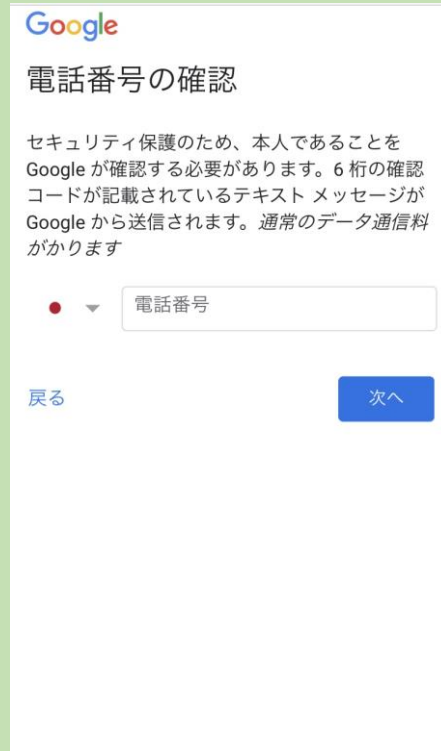 Google
電話番号の確認
セキュリティ保護のため、本人であることを
Google が確認する必要があります。6 桁の確認
コードが記載されているテキスト メッセージが
Google から送信されます。通常のデータ通信料
がかります
電話番号
戻る
次へ